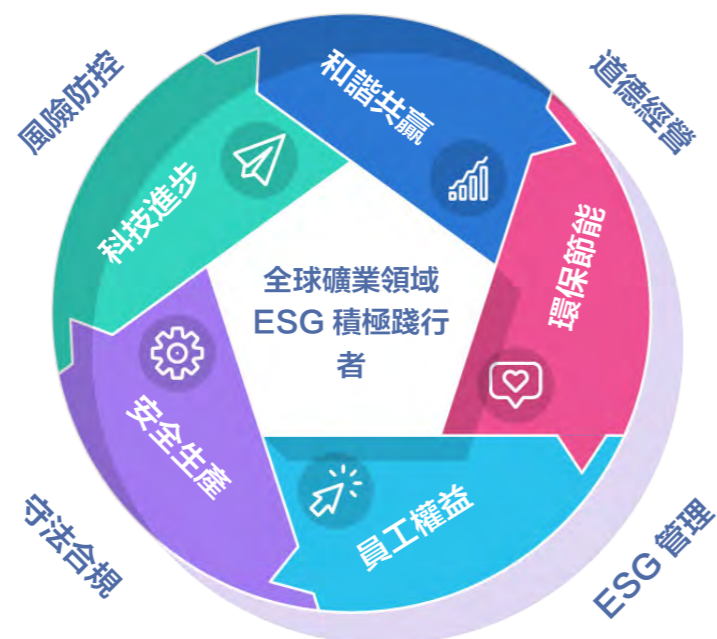 風險防控
道德經營
和諧共贏
科技進步
環保節能
全球礦業領域
ESG 積極踐行
者
安全生產
員工權益
守法合規
ESG 管理